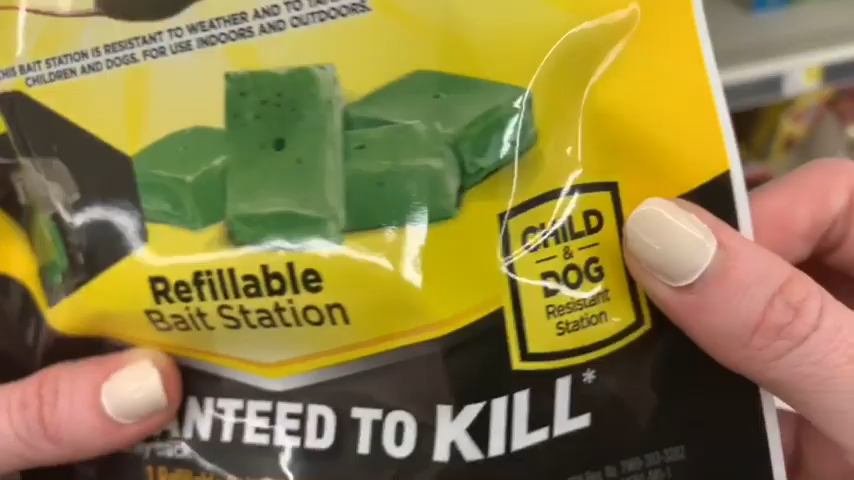 THIS BAIT STATION IS RESISTANT TO WEATHER AND TO
CHILDREN AND DOGS. FOR USE INDOORS AND OUTDOORS.
CHILD
&
DOG
Resistant
Station
Refillable
Bait Station
ANTEED TO KILL*